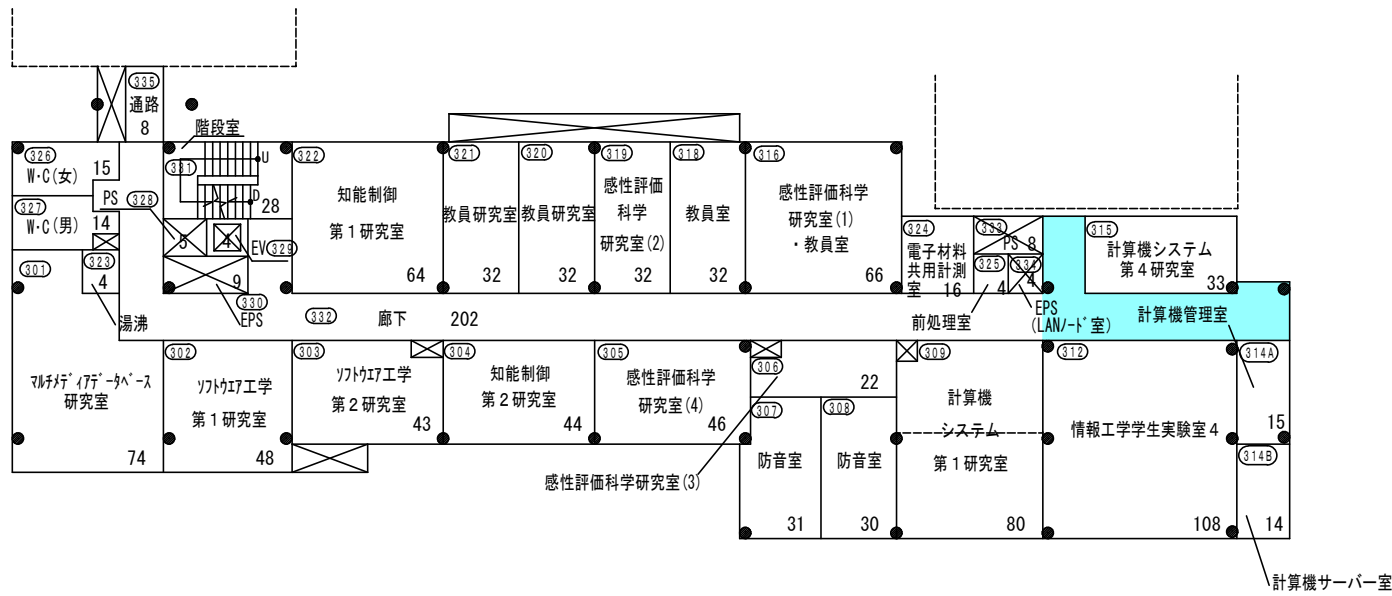 335
通路
8
階段室
326
W・C(女)
15
331
U
D
28
PS
328
327
W・C(男)
14
5
4
EV
329
301
323
4
9
330
EPS
湯沸
322
知能制御
第1研究室
64
321
教員研究室
32
320
教員研究室
32
319
感性評価
科学
研究室(2)
32
318
教員室
32
316
感性評価科学
研究室(1)
・教員室
66
324
電子材料
共用計測
室 16
333
PS 8
325
4
334
4
前処理室
EPS
(LANノード室)
315
計算機システム
第4研究室
33
計算機管理室
332
廊下 202
マルチメディアデータベース
研究室
74
302
ソフトウエア工学
第1研究室
48
303
ソフトウエア工学
第2研究室
43
304
知能制御
第2研究室
44
305
感性評価科学
研究室(4)
46
306
22
307
防音室
31
308
防音室
30
感性評価科学研究室(3)
309
計算機
システム
第1研究室
80
312
情報工学学生実験室4
108
314A
15
314B
14
計算機サーバー室